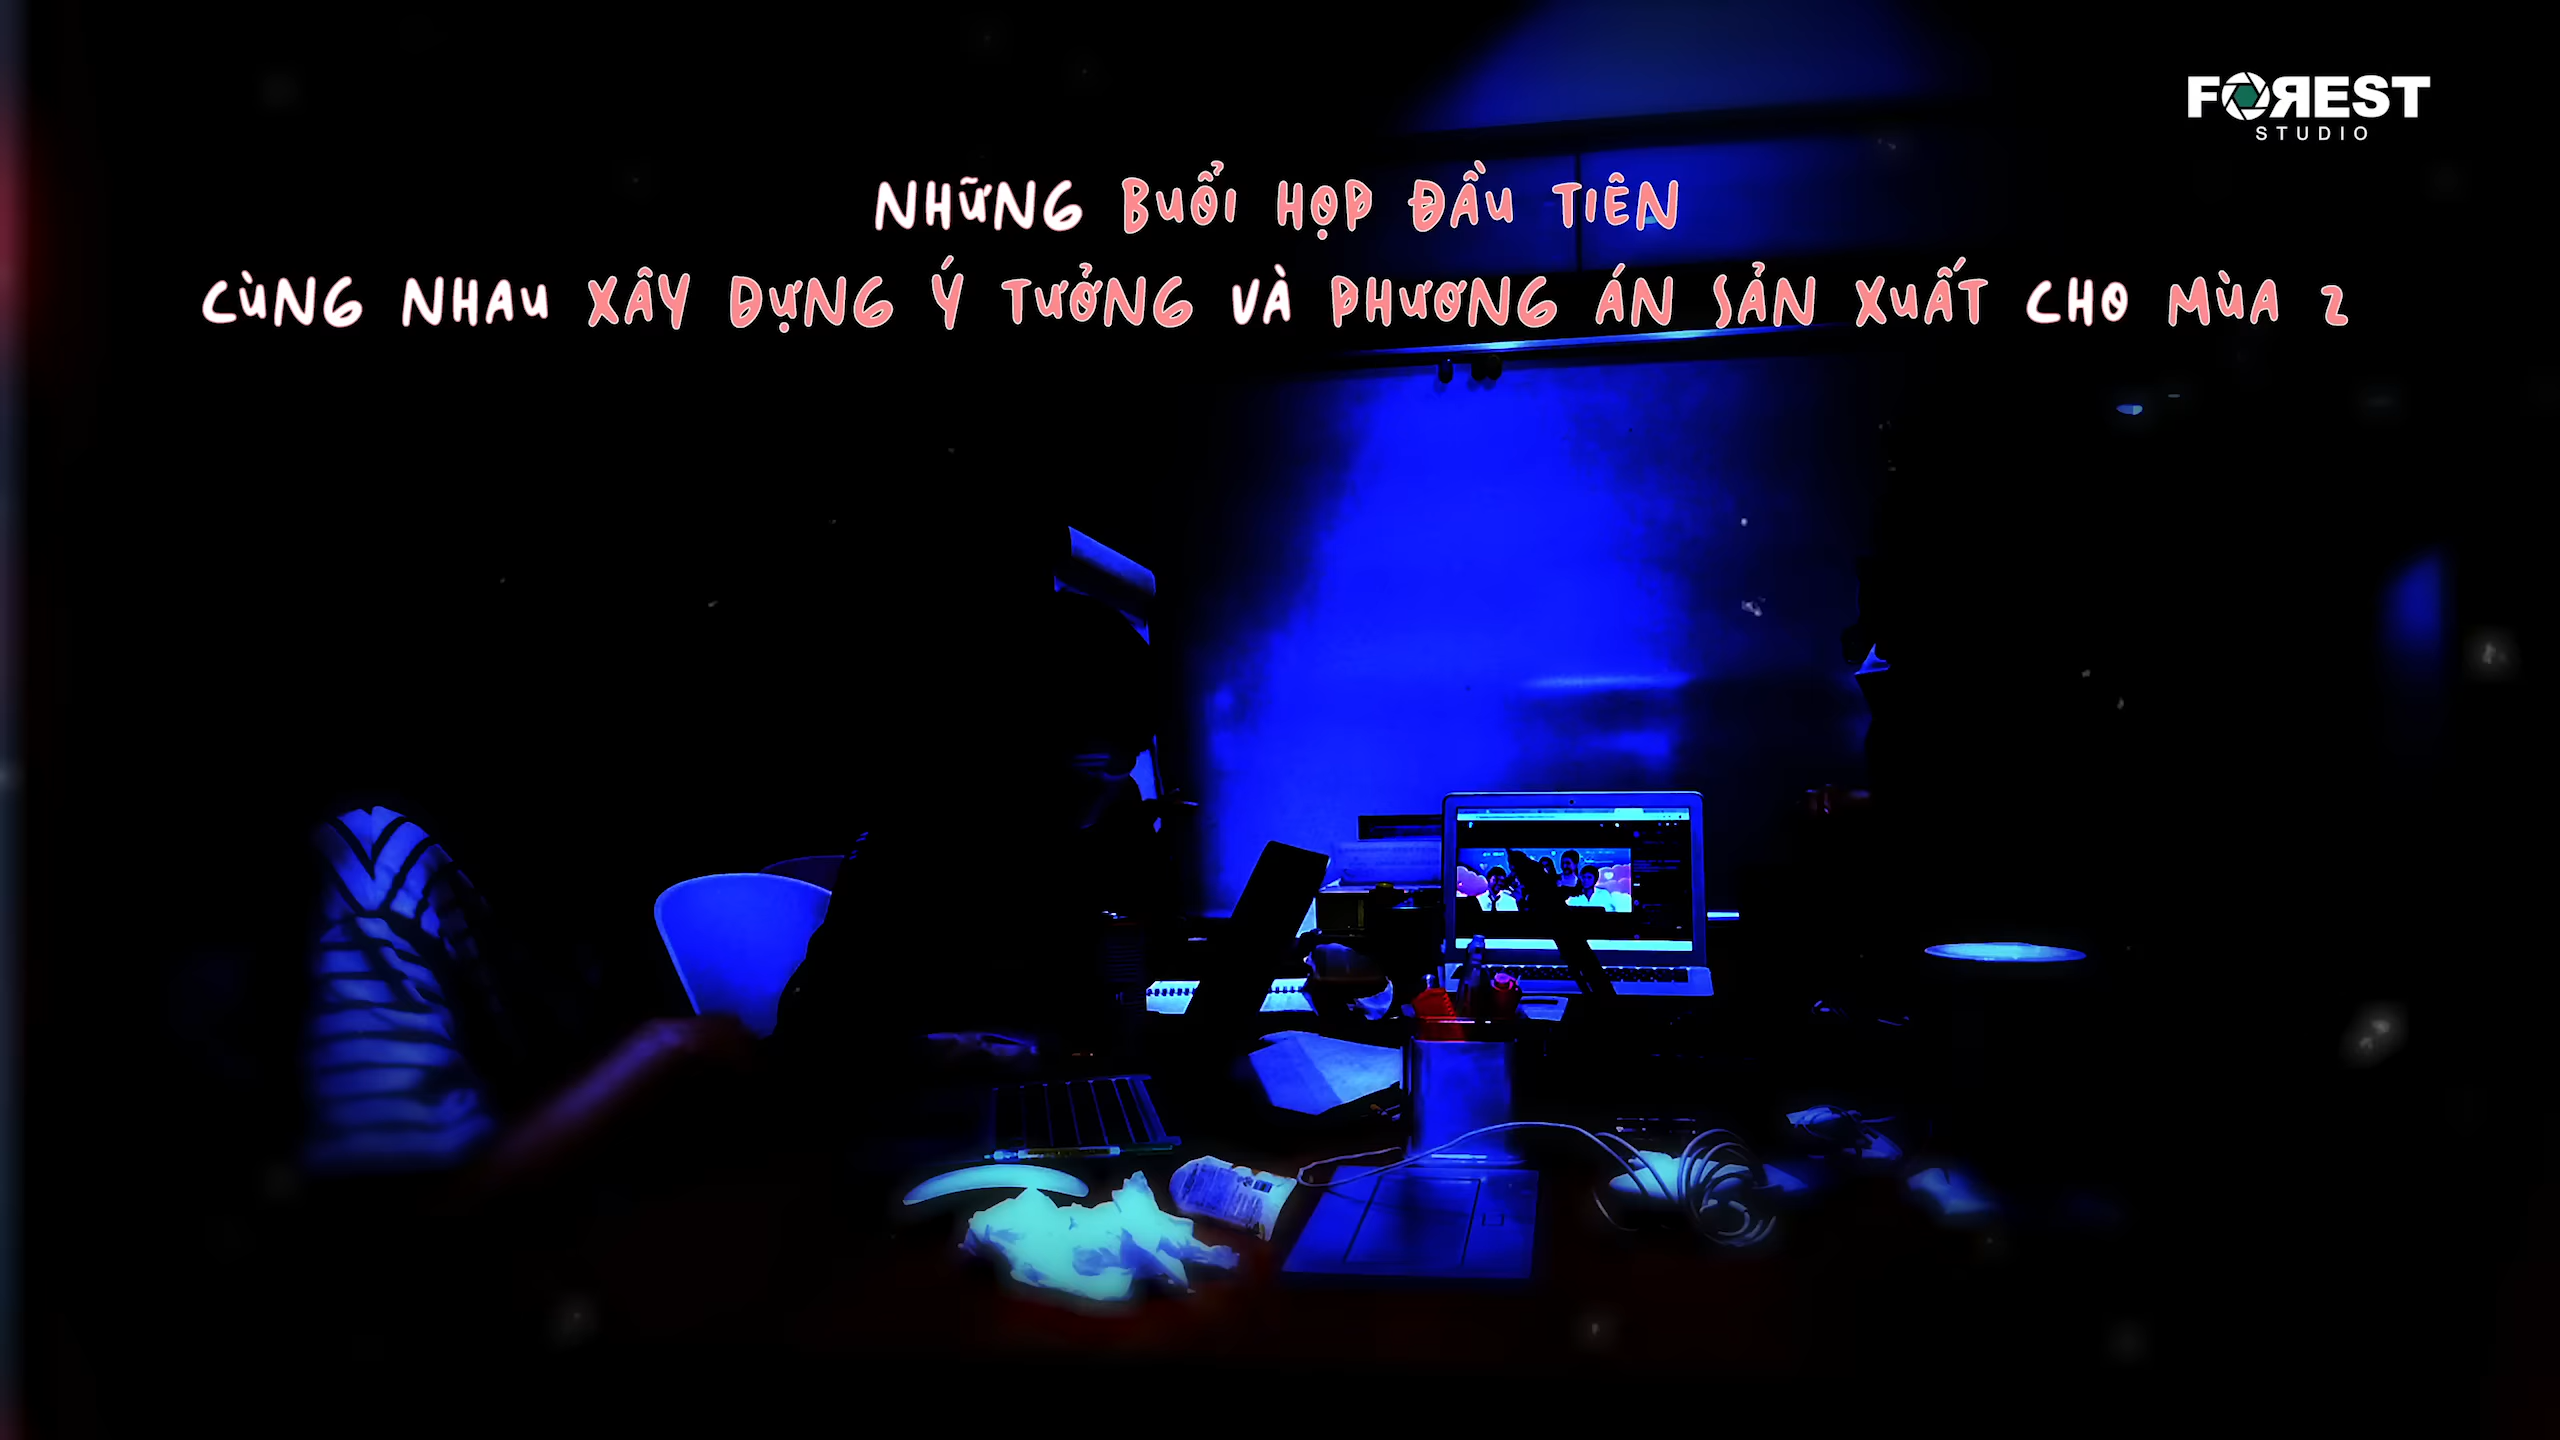 FOREST
STUDIO
NHỮNG BUỔI HỌP ĐẦU TIÊN
CÙNG NHAU XÂY DỰNG Ý TƯỞNG VÀ PHƯƠNG ÁN SẢN XUẤT CHO MÙA 2